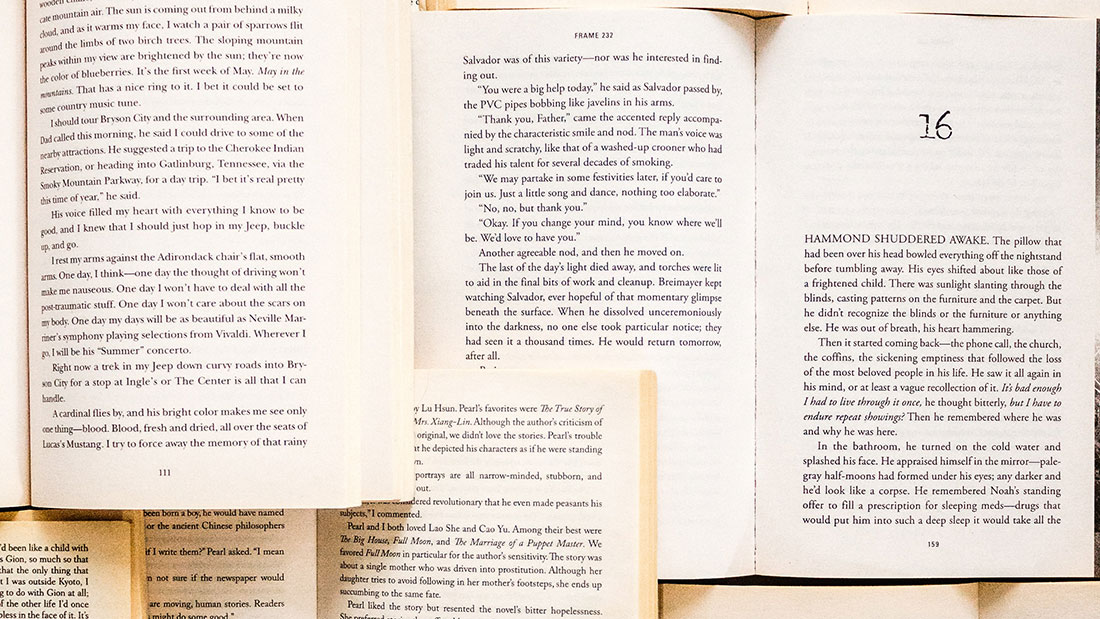 wooden
cate mountain air. The sun is coming out from behind a milky
cloud, and as it warms my face, I watch a pair of sparrows flit
around the limbs of two birch trees. The sloping mountain
peaks within my view are brightened by the sun; they're now
the color of blueberries. It's the first week of May. May in the
mountains. That has a nice ring to it. I bet it could be set to
some country music tune.
I should tour Bryson City and the surrounding area. When
Dad called this morning, he said I could drive to some of the
nearby attractions. He suggested a trip to the Cherokee Indian
Reservation, or heading into Gatlinburg, Tennessee, via the
Smoky Mountain Parkway, for a day trip. "I bet it's real pretty
this time of year," he said.
His voice filled my heart with everything I know to be
good, and I knew that I should just hop in my Jeep, buckle
up, and go.
I rest my arms against the Adirondack chair's flat, smooth
arms. One day, I think—one day the thought of driving won't
make me nauseous. One day I won't have to deal with all the
post-traumatic stuff. One day I won't care about the scars on
my body. One day my days will be as beautiful as Neville Mar-
riner's symphony playing selections from Vivaldi. Wherever I
go, I will be his "Summer" concerto.
Right now a trek in my Jeep down curvy roads into Bry-
son City for a stop at Ingle's or The Center is all that I can
handle.
A cardinal flies by, and his bright color makes me see only
one thing—blood. Blood, fresh and dried, all over the seats of
Lucas's Mustang. I try to force away the memory of that rainy
111
FRAME 232
Salvador was of this variety—nor was he interested in find-
ing out.
"You were a big help today," he said as Salvador passed by,
the PVC pipes bobbing like javelins in his arms.
"Thank you, Father," came the accented reply accompa-
nied by the characteristic smile and nod. The man's voice was
light and scratchy, like that of a washed-up crooner who had
traded his talent for several decades of smoking.
"We may partake in some festivities later, if you'd care to
join us. Just a little song and dance, nothing too elaborate."
"No, no, but thank you."
"Okay. If you change your mind, you know where we'll
be. We'd love to have you."
Another agreeable nod, and then he moved on.
The last of the day's light died away, and torches were lit
to aid in the final bits of work and cleanup. Breimayer kept
watching Salvador, ever hopeful of that momentary glimpse
beneath the surface. When he dissolved unceremoniously
into the darkness, no one else took particular notice; they
had seen it a thousand times. He would return tomorrow,
after all.
16
HAMMOND SHUDDERED AWAKE. The pillow that
had been over his head bowled everything off the nightstand
before tumbling away. His eyes shifted about like those of
a frightened child. There was sunlight slanting through the
blinds, casting patterns on the furniture and the carpet. But
he didn't recognize the blinds or the furniture or anything
else. He was out of breath, his heart hammering.
Then it started coming back—the phone call, the church,
the coffins, the sickening emptiness that followed the loss
of the most beloved people in his life. He saw it all again in
his mind, or at least a vague recollection of it. It's bad enough
I had to live through it once, he thought bitterly, but I have to
endure repeat showings? Then he remembered where he was
and why he was here.
In the bathroom, he turned on the cold water and
splashed his face. He appraised himself in the mirror—pale-
gray half-moons had formed under his eyes; any darker and
he'd look like a corpse. He remembered Noah's standing
offer to fill a prescription for sleeping meds—drugs that
would put him into such a deep sleep it would take all the
159
by Lu Hsun. Pearl's favorites were The True Story of
Mrs. Xiang-Lin. Although the author's criticism of
original, we didn't love the stories. Pearl's trouble
at he depicted his characters as if he were standing
portrays are all narrow-minded, stubborn, and
out.
considered revolutionary that he even made peasants his
subjects," I commented.
Pearl and I both loved Lao She and Cao Yu. Among their best were
The Big House, Full Moon, and The Marriage of a Puppet Master. We
favored Full Moon in particular for the author's sensitivity. The story was
about a single mother who was driven into prostitution. Although her
daughter tries to avoid following in her mother's footsteps, she ends up
succumbing to the same fate.
Pearl liked the story but resented the novel's bitter hopelessness.
been born a boy, he would have named
or the ancient Chinese philosophers
if I write them?" Pearl asked. "I mean
not sure if the newspaper would
are moving, human stories. Readers
might do some good."
'd been like a child with
s Gion, so much so that
that the only thing that
t I was outside Kyoto, I
g to do with Gion at all;
of the other life I'd once
pless in the face of it. It's